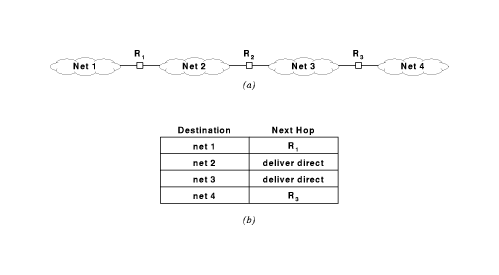 R1 R2 R3
Net 1 Net 2 Net 3 Net 4
(a)
Destination Next Hop
net 1 R1
net 2 deliver direct
net 3 deliver direct
net 4 R3
(b)